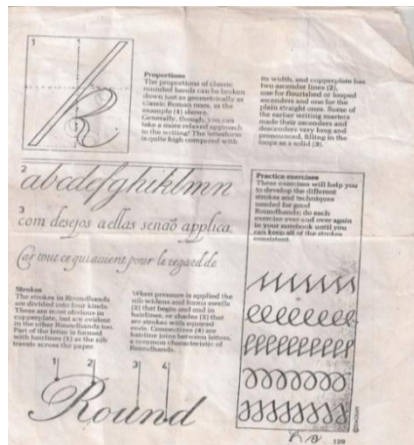 1
Proportions
The proportions of classic
rounded hands can be broken
down just as geometrically as
classic Roman ones, as the
example (1) shows.
Generally, though, you can
take a more relaxed approach
to the writing! The letterform
is quite high compared with
its width, and copperplate has
two ascender lines (2),
one for flourished or looped
ascenders and one for the
plain straight ones. Some of
the earlier writing masters
made their ascenders and
descenders very long and
pronounced, filling in the
loops as a solid (3).
2
abcdefghiklmn
3
com desejos aellas senão applica.
Car tout ce qui aiment pour le regard de
Practice exercises
These exercises will help you
to develop the different
strokes and techniques
needed for good
Roundhands; do each
exercise over and over again
in your notebook until you
can keep all of the strokes
consistent.
Strokes
The strokes in Roundhands
are divided into four kinds.
These are most obvious in
copperplate, but are evident
in the other Roundhands too.
Part of the letter is formed
with hairlines (1) as the nib
travels across the paper.
When pressure is applied the
nib widens and forms swells
(2) that begin and end in
hairlines, or shades (3) that
are strokes with squared
ends. Connectives (4) are
hairline joins between letters,
a common characteristic of
Roundhands.
1 2 3 4
Round
129